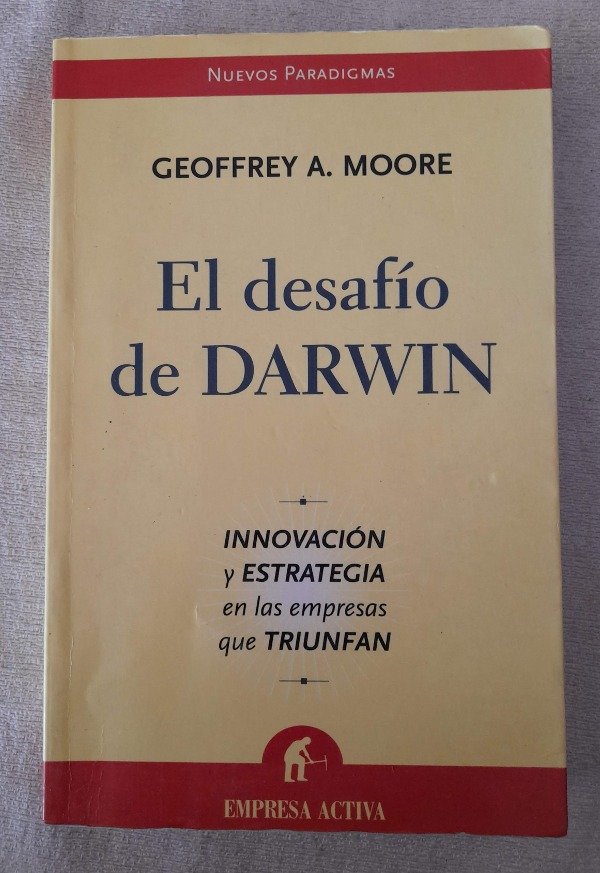 NUEVOS PARADIGMAS
GEOFFREY A. MOORE
El desafío
de DARWIN
INNOVACIÓN
y ESTRATEGIA
en las empresas
que TRIUNFAN
EMPRESA ACTIVA